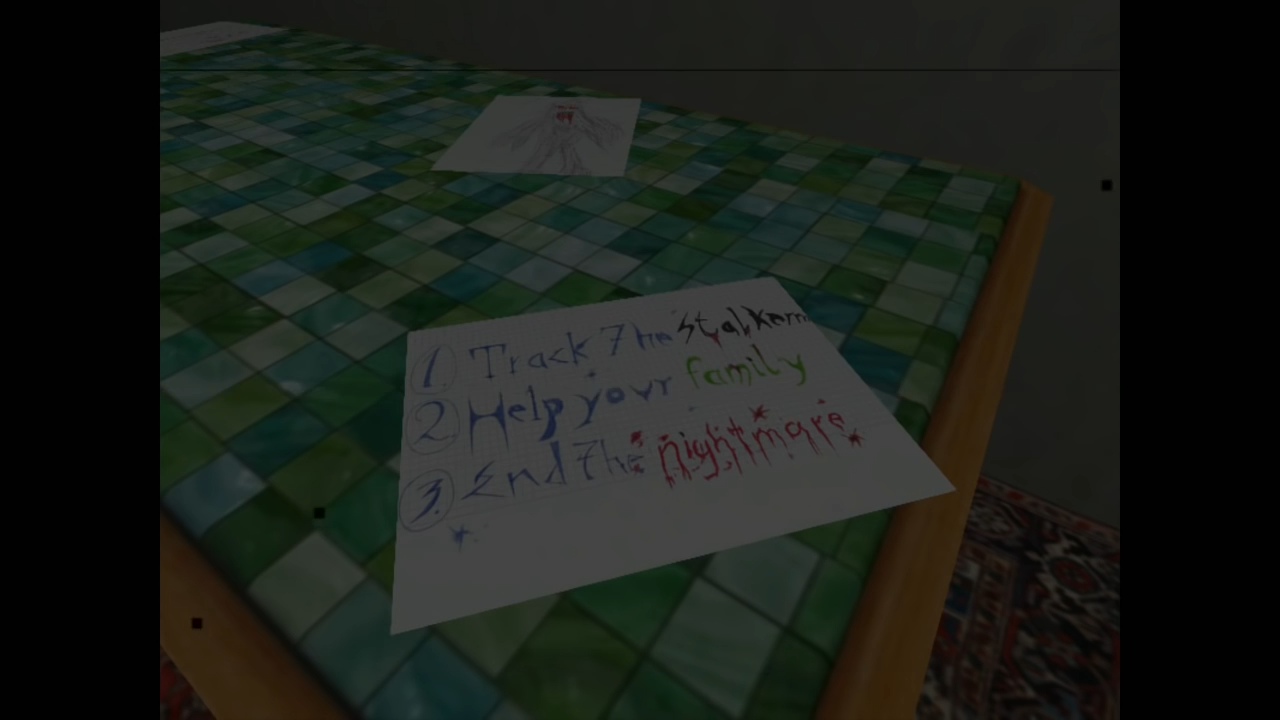 1. Track The stalker
2 Help your family
3. End The nightmare